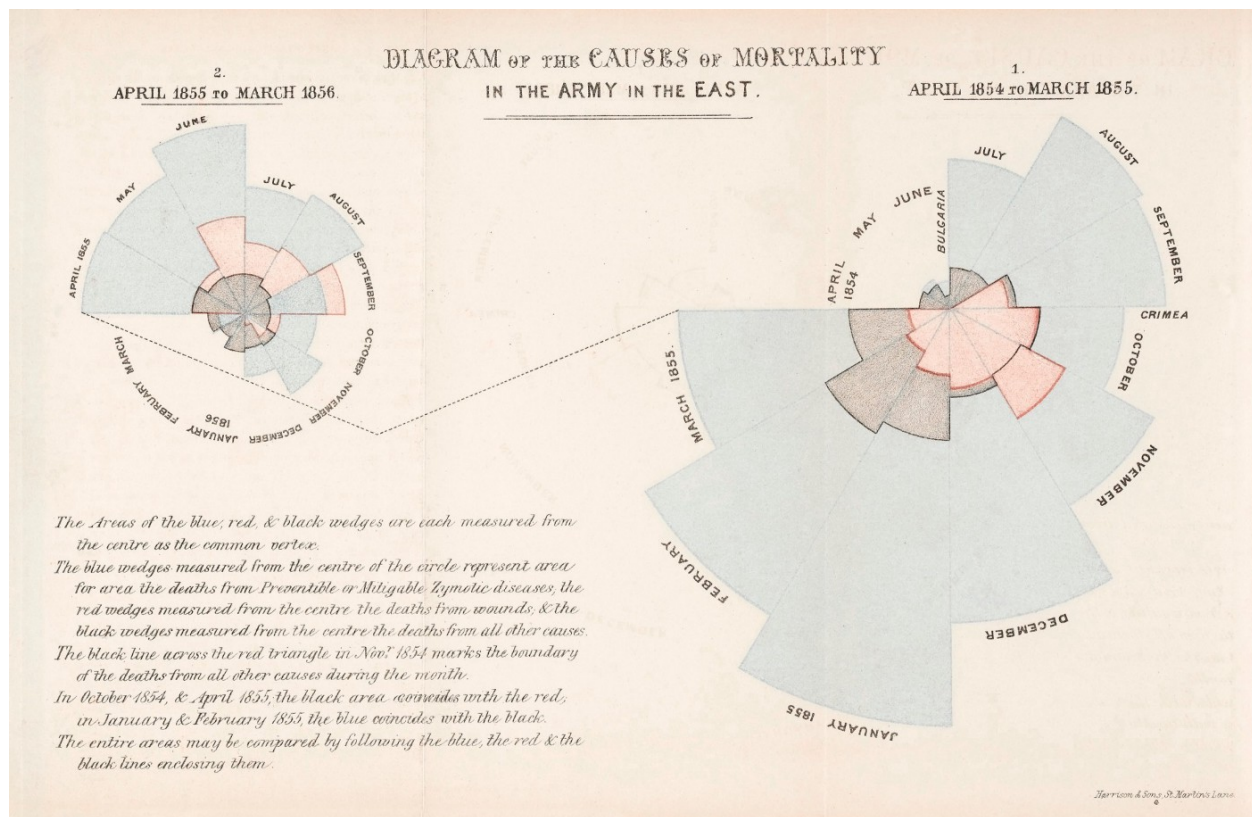 DIAGRAM OF THE CAUSES OF MORTALITY
IN THE ARMY IN THE EAST.
2.
APRIL 1855 TO MARCH 1856.
1.
APRIL 1854 TO MARCH 1855.
JUNE
JULY
AUGUST
SEPTEMBER
OCTOBER
NOVEMBER
DECEMBER
JANUARY
1856
FEBRUARY
MARCH
APRIL 1855
MAY
APRIL
1854
MAY
JUNE
BULGARIA
JULY
AUGUST
SEPTEMBER
CRIMEA
OCTOBER
NOVEMBER
DECEMBER
JANUARY 1855
FEBRUARY
MARCH 1855.
The Areas of the blue, red, & black wedges are each measured from
the centre as the common vertex.
The blue wedges measured from the centre of the circle represent area
for area the deaths from Preventible or Mitigable Zymotic diseases; the
red wedges measured from the centre the deaths from wounds; & the
black wedges measured from the centre the deaths from all other causes.
The black line across the red triangle in Novr. 1854 marks the boundary
of the deaths from all other causes during the month.
In October 1854, & April 1855, the black area coincides with the red;
in January & February 1855, the blue coincides with the black.
The entire areas may be compared by following the blue, the red & the
black lines enclosing them.
Harrison & Sons, St. Martin's Lane.